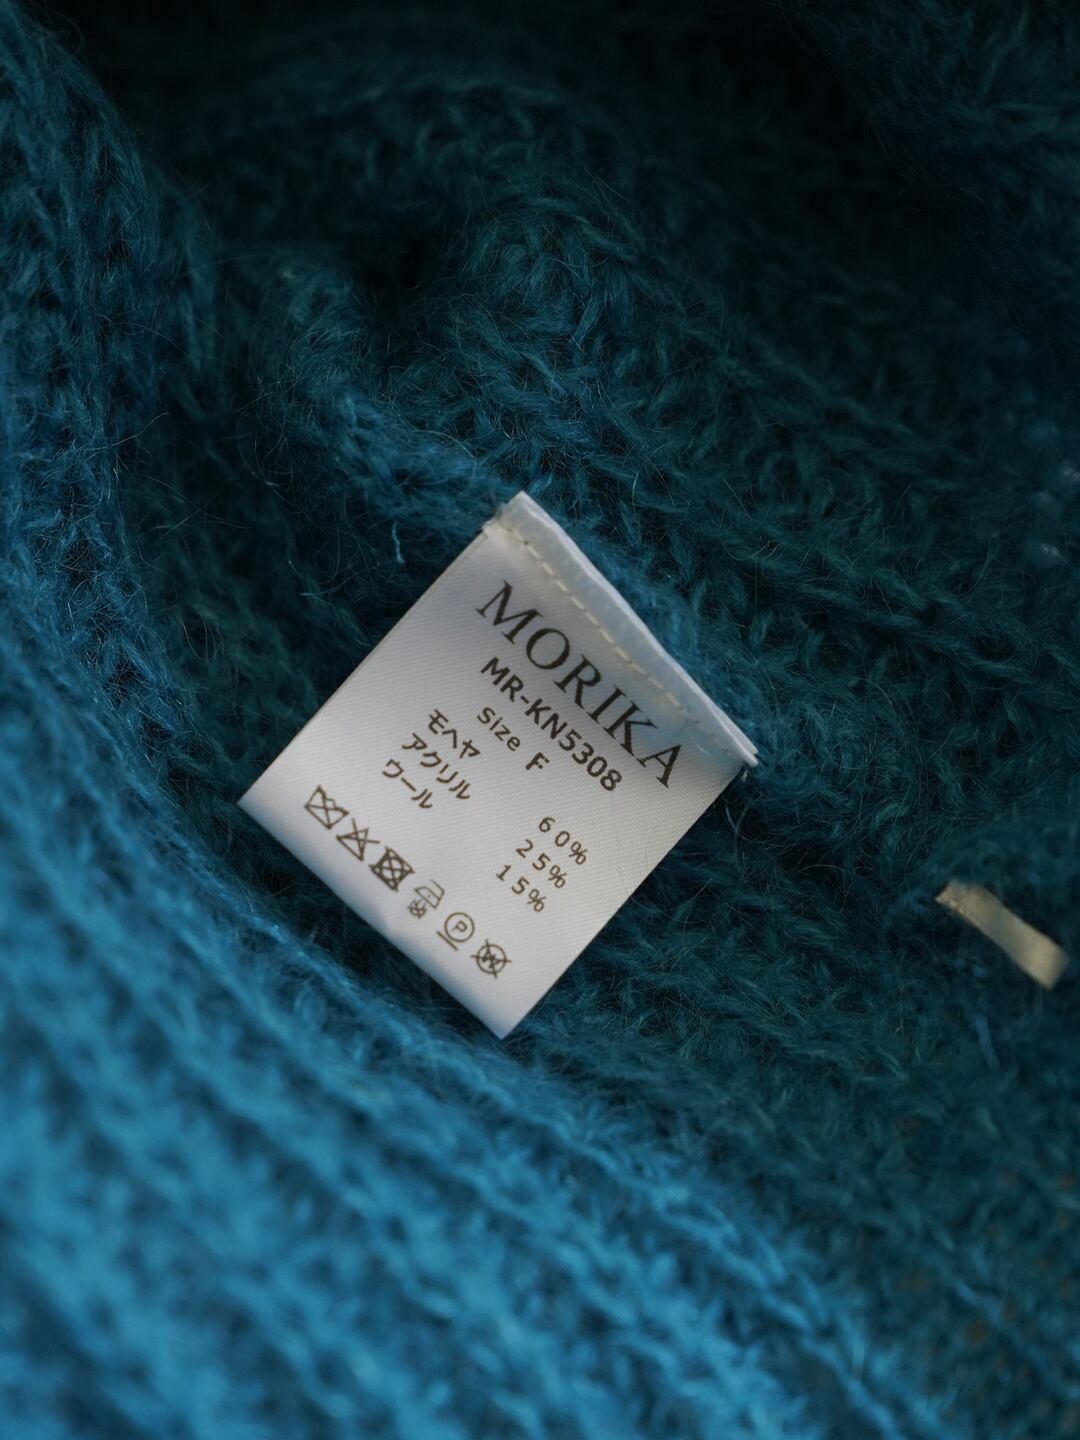 MORIKA
MR-KN5308
Size F
モヘヤ 60%
アクリル 25%
ウール 15%
P
W